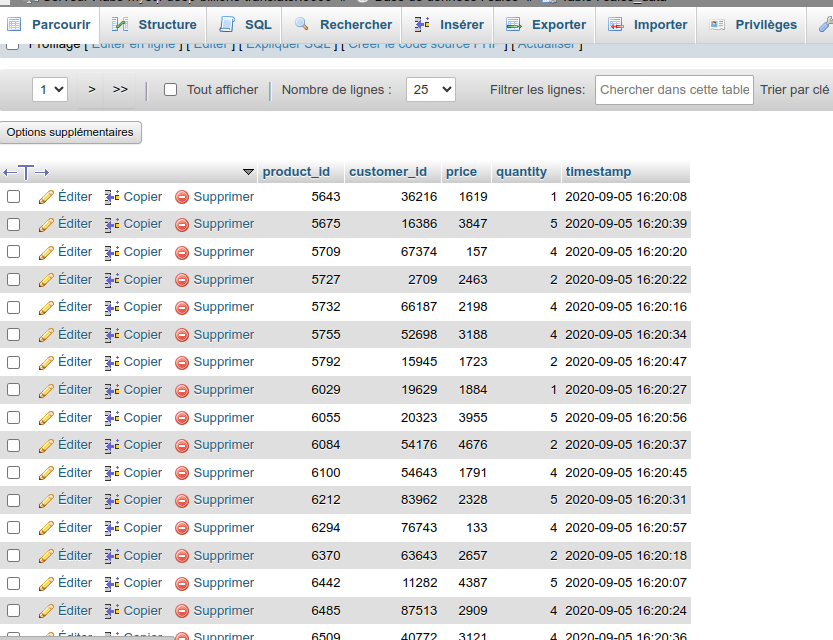 Parcourir Structure SQL Rechercher Insérer Exporter Importer Privilèges
Profilage [ Éditer en ligne ] [ Éditer ] [ Expliquer SQL ] [ Créer le code source PHP ] [ Actualiser ]
1 > >> Tout afficher Nombre de lignes : 25 Filtrer les lignes: Chercher dans cette table Trier par clé
Options supplémentaires
product_id customer_id price quantity timestamp
Éditer Copier Supprimer 5643 36216 1619 1 2020-09-05 16:20:08
Éditer Copier Supprimer 5675 16386 3847 5 2020-09-05 16:20:39
Éditer Copier Supprimer 5709 67374 157 4 2020-09-05 16:20:20
Éditer Copier Supprimer 5727 2709 2463 2 2020-09-05 16:20:22
Éditer Copier Supprimer 5732 66187 2198 4 2020-09-05 16:20:16
Éditer Copier Supprimer 5755 52698 3188 4 2020-09-05 16:20:34
Éditer Copier Supprimer 5792 15945 1723 2 2020-09-05 16:20:47
Éditer Copier Supprimer 6029 19629 1884 1 2020-09-05 16:20:27
Éditer Copier Supprimer 6055 20323 3955 5 2020-09-05 16:20:56
Éditer Copier Supprimer 6084 54176 4676 2 2020-09-05 16:20:37
Éditer Copier Supprimer 6100 54643 1791 4 2020-09-05 16:20:45
Éditer Copier Supprimer 6212 83962 2328 5 2020-09-05 16:20:31
Éditer Copier Supprimer 6294 76743 133 4 2020-09-05 16:20:57
Éditer Copier Supprimer 6370 63643 2657 2 2020-09-05 16:20:18
Éditer Copier Supprimer 6442 11282 4387 5 2020-09-05 16:20:07
Éditer Copier Supprimer 6485 87513 2909 4 2020-09-05 16:20:24
Éditer Copier Supprimer 6509 40772 3121 4 2020-09-05 16:20:36